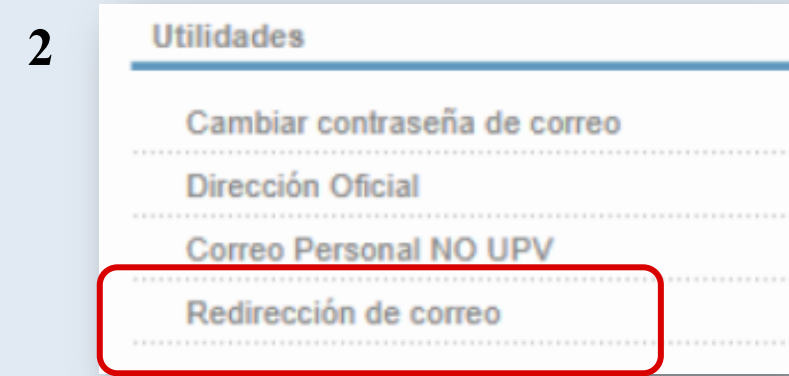 2
Utilidades
Cambiar contraseña de correo
Dirección Oficial
Correo Personal NO UPV
Redirección de correo